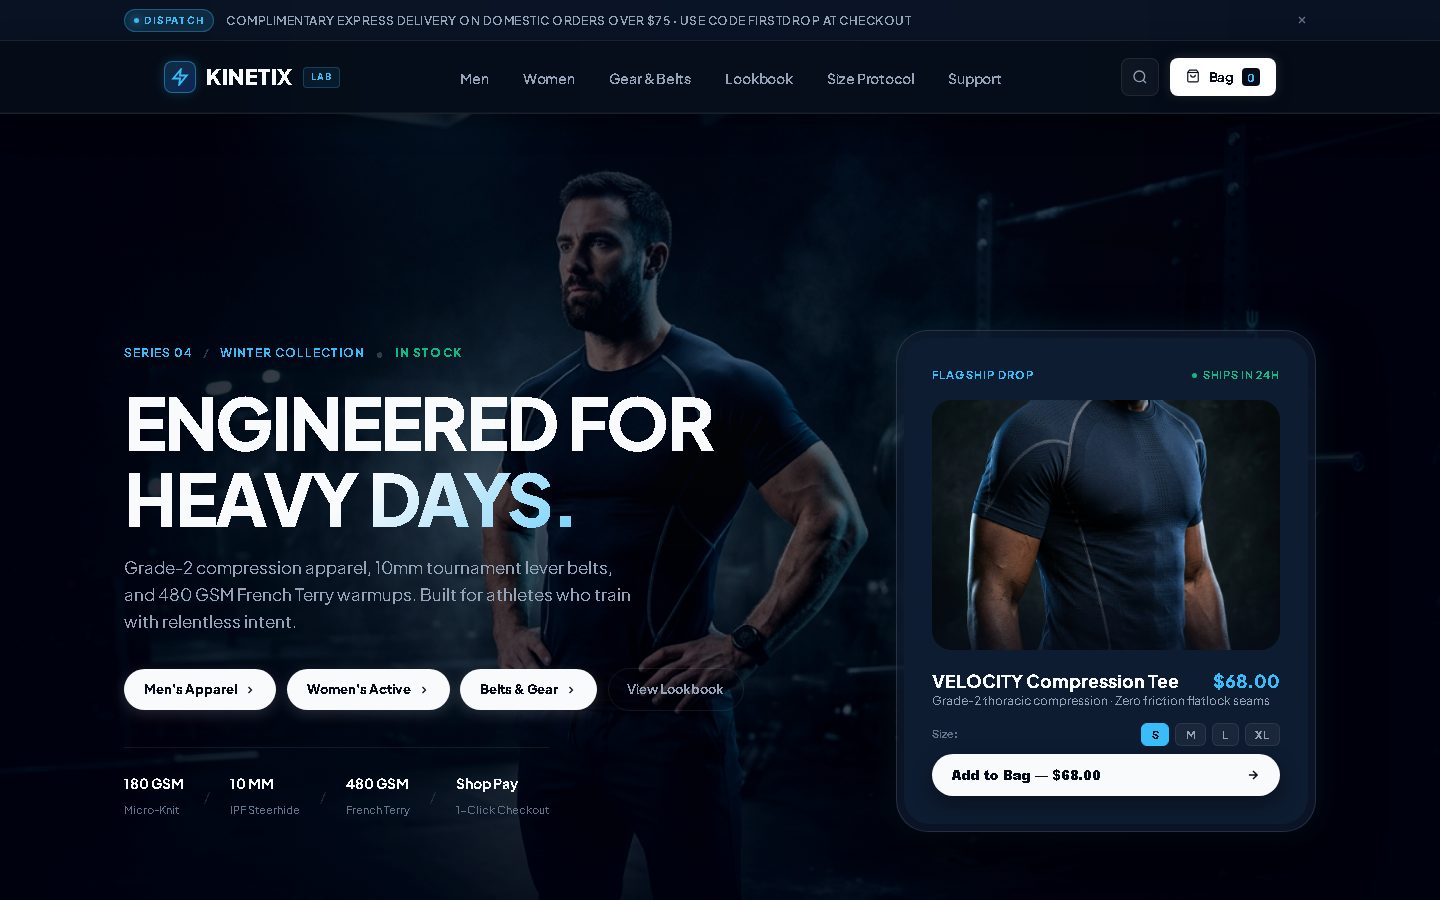 DISPATCH COMPLIMENTARY EXPRESS DELIVERY ON DOMESTIC ORDERS OVER $75 · USE CODE FIRSTDROP AT CHECKOUT ×
KINETIX LAB Men Women Gear & Belts Lookbook Size Protocol Support Bag 0
SERIES 04 / WINTER COLLECTION IN STOCK
ENGINEERED FOR
HEAVY DAYS.
Grade-2 compression apparel, 10mm tournament lever belts,
and 480 GSM French Terry warmups. Built for athletes who train
with relentless intent.
Men's Apparel › Women's Active › Belts & Gear › View Lookbook
180 GSM / 10 MM / 480 GSM / Shop Pay
Micro-Knit IPF Steerhide French Terry 1-Click Checkout
FLAGSHIP DROP SHIPS IN 24H
VELOCITY Compression Tee $68.00
Grade-2 thoracic compression · Zero friction flatlock seams
Size: S M L XL
Add to Bag — $68.00 →